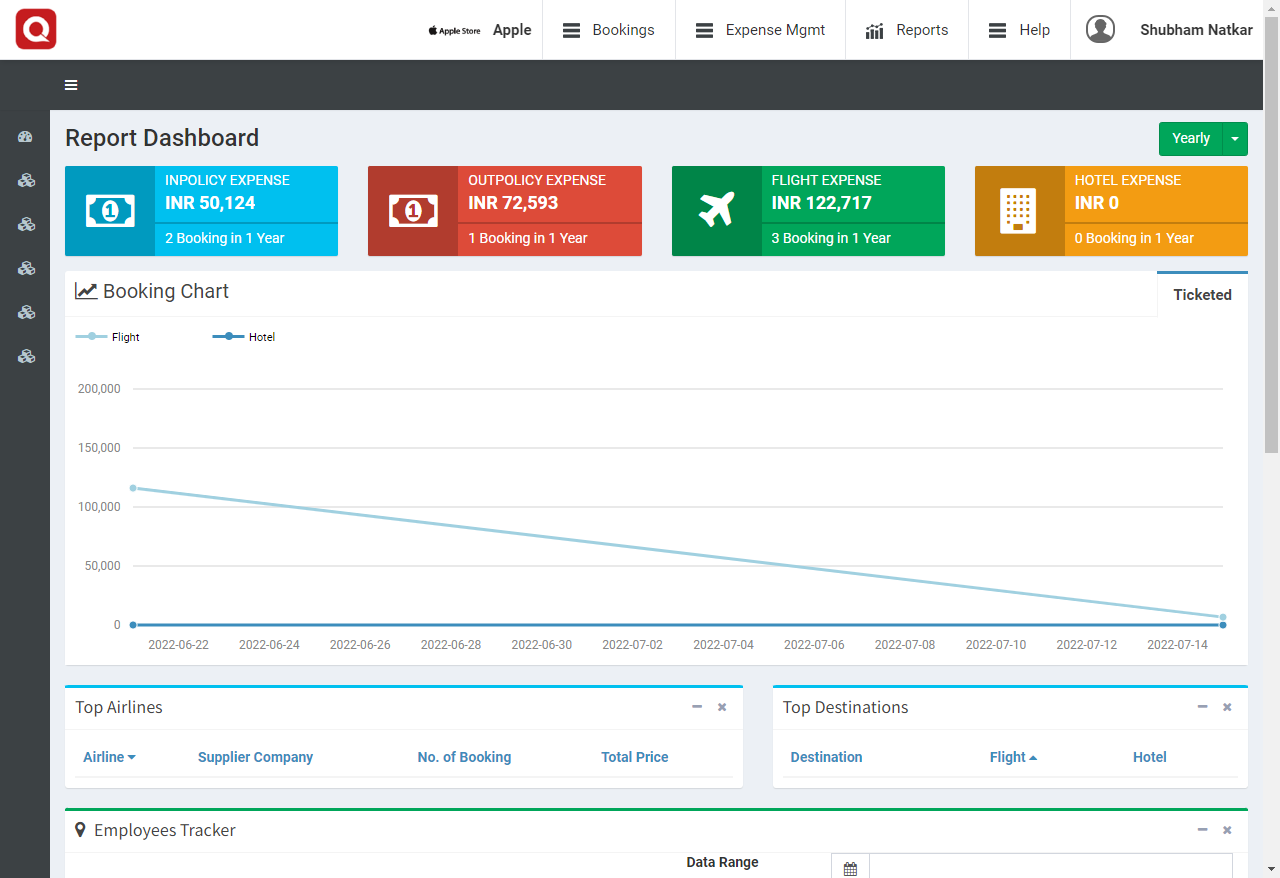 Apple Store Apple Bookings Expense Mgmt Reports Help Shubham Natkar
Report Dashboard
Yearly
INPOLICY EXPENSE
INR 50,124
2 Booking in 1 Year
OUTPOLICY EXPENSE
INR 72,593
1 Booking in 1 Year
FLIGHT EXPENSE
INR 122,717
3 Booking in 1 Year
HOTEL EXPENSE
INR 0
0 Booking in 1 Year
Booking Chart
Ticketed
Flight Hotel
200,000
150,000
100,000
50,000
0
2022-06-22 2022-06-24 2022-06-26 2022-06-28 2022-06-30 2022-07-02 2022-07-04 2022-07-06 2022-07-08 2022-07-10 2022-07-12 2022-07-14
Top Airlines
Airline Supplier Company No. of Booking Total Price
Top Destinations
Destination Flight Hotel
Employees Tracker
Data Range